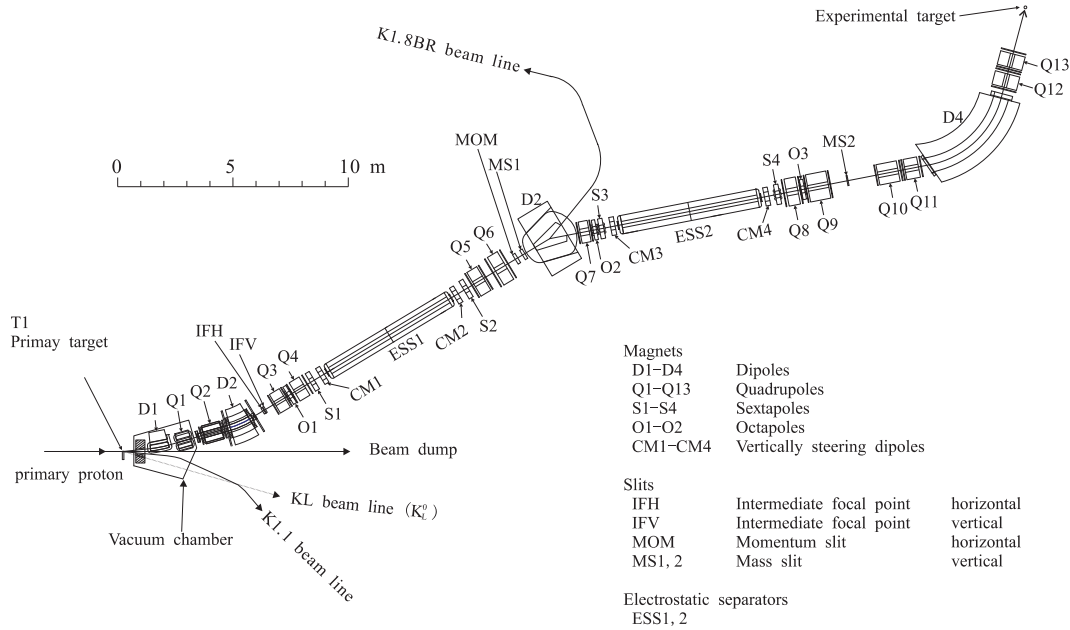 Experimental target
K1.8BR beam line
Q13
Q12
D4
MOM
MS1
D2
S3
S4
O3
MS2
0 5 10 m
Q5
Q6
Q7
O2
CM3
ESS2
CM4
Q8
Q9
Q10
Q11
T1
Primay target
IFH
IFV
ESS1
CM2
S2
Q3
Q4
D1
Q1
Q2
D2
O1
S1
CM1
primary proton
Beam dump
KL beam line (K⁰L)
K1.1 beam line
Vacuum chamber
Magnets
D1-D4 Dipoles
Q1-Q13 Quadrupoles
S1-S4 Sextapoles
O1-O2 Octapoles
CM1-CM4 Vertically steering dipoles
Slits
IFH Intermediate focal point horizontal
IFV Intermediate focal point vertical
MOM Momentum slit horizontal
MS1, 2 Mass slit vertical
Electrostatic separators
ESS1, 2